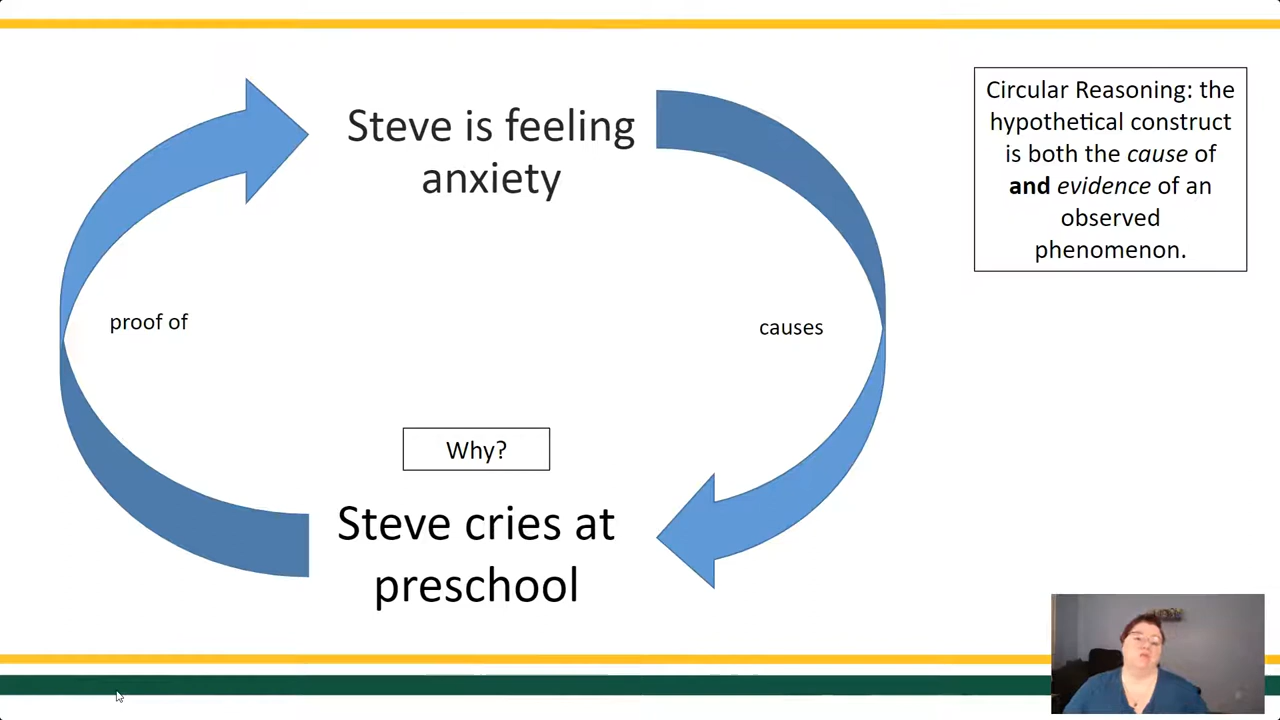 Steve is feeling
anxiety
Circular Reasoning: the
hypothetical construct
is both the cause of
and evidence of an
observed
phenomenon.
proof of
causes
Why?
Steve cries at
preschool